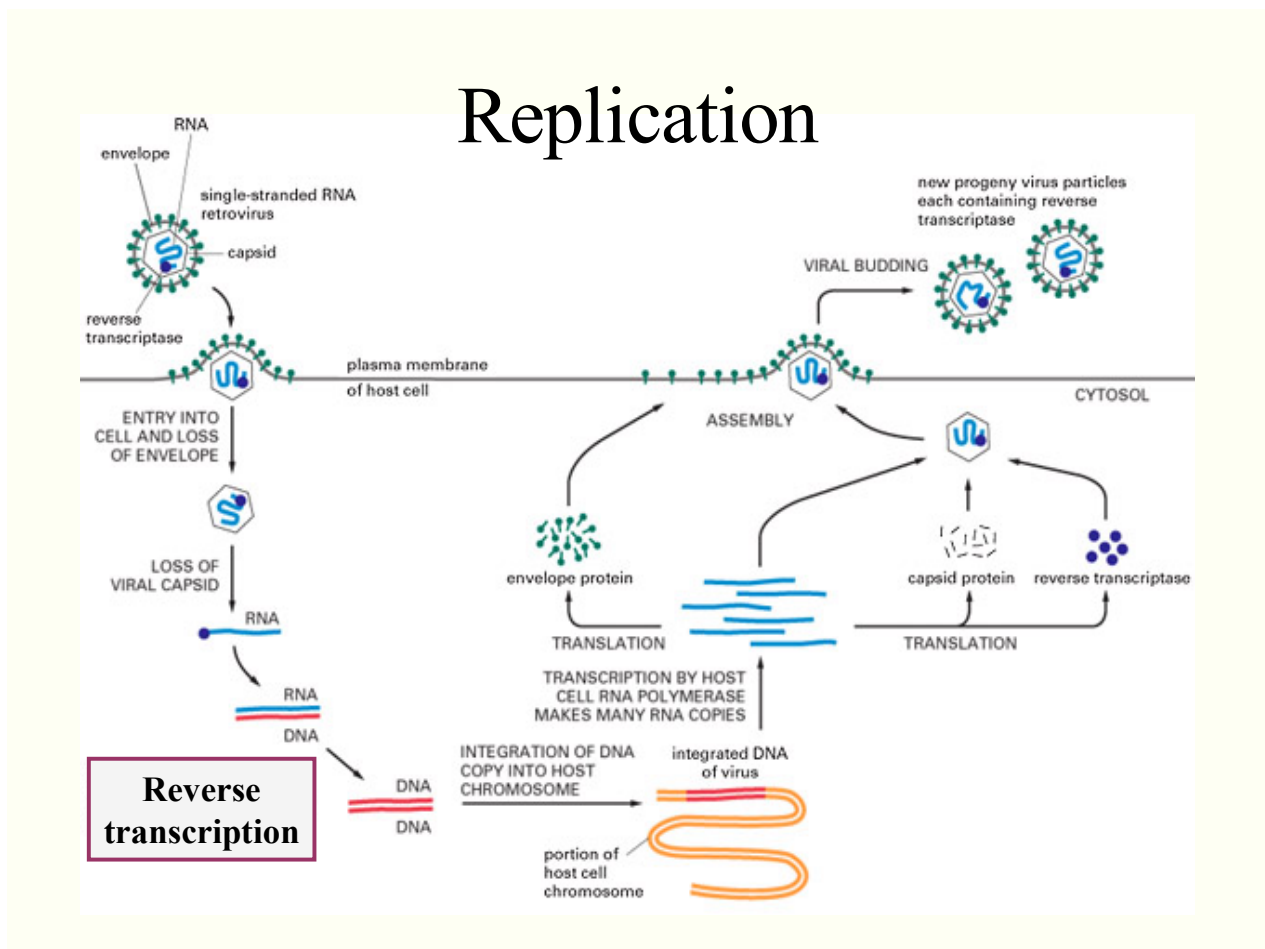 Replication
RNA
envelope
single-stranded RNA
retrovirus
capsid
reverse
transcriptase
new progeny virus particles
each containing reverse
transcriptase
VIRAL BUDDING
plasma membrane
of host cell
CYTOSOL
ENTRY INTO
CELL AND LOSS
OF ENVELOPE
ASSEMBLY
LOSS OF
VIRAL CAPSID
envelope protein
capsid protein
reverse transcriptase
RNA
TRANSLATION
TRANSLATION
TRANSCRIPTION BY HOST
CELL RNA POLYMERASE
MAKES MANY RNA COPIES
RNA
DNA
INTEGRATION OF DNA
COPY INTO HOST
CHROMOSOME
integrated DNA
of virus
Reverse
transcription
DNA
DNA
portion of
host cell
chromosome